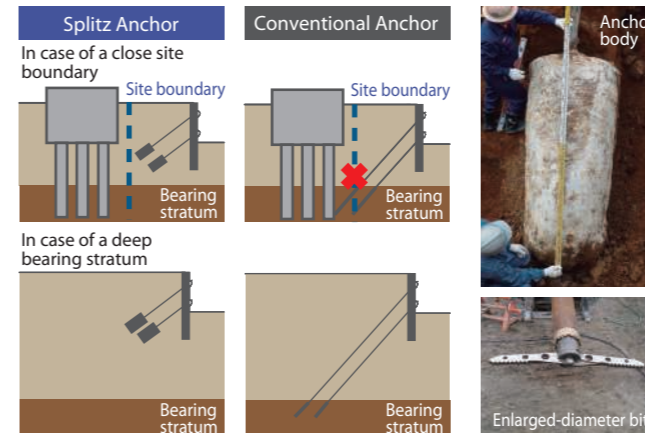 Splitz Anchor
Conventional Anchor
In case of a close site
boundary
Site boundary
Bearing
stratum
Site boundary
Bearing
stratum
In case of a deep
bearing stratum
Bearing
stratum
Bearing
stratum
body
Enlarged-diameter